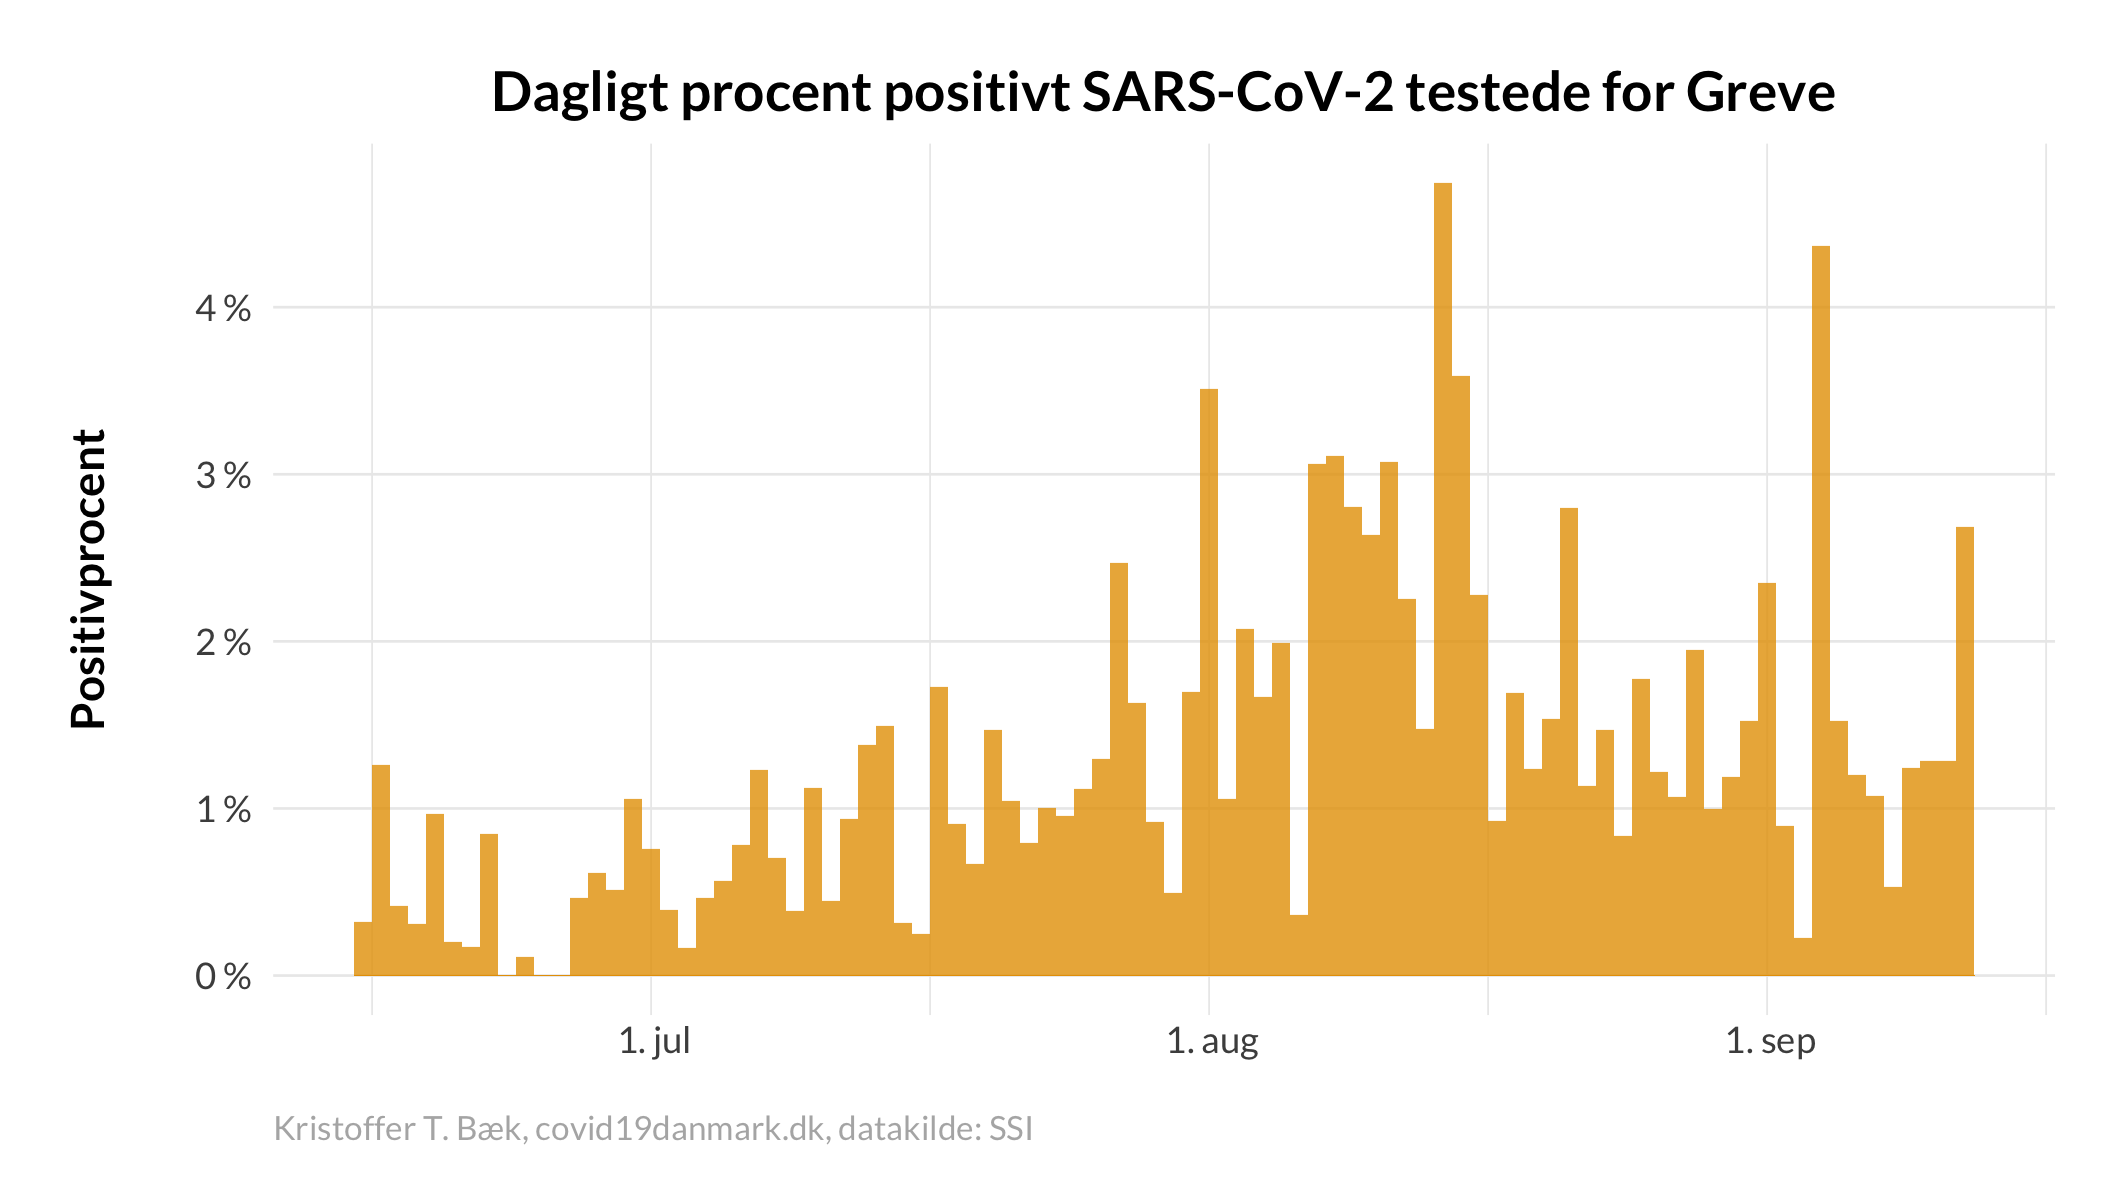 Dagligt procent positivt SARS-CoV-2 testede for Greve
Positivprocent
4 %
3 %
2 %
1 %
0 %
1. jul
1. aug
1. sep
Kristoffer T. Bæk, covid19danmark.dk, datakilde: SSI